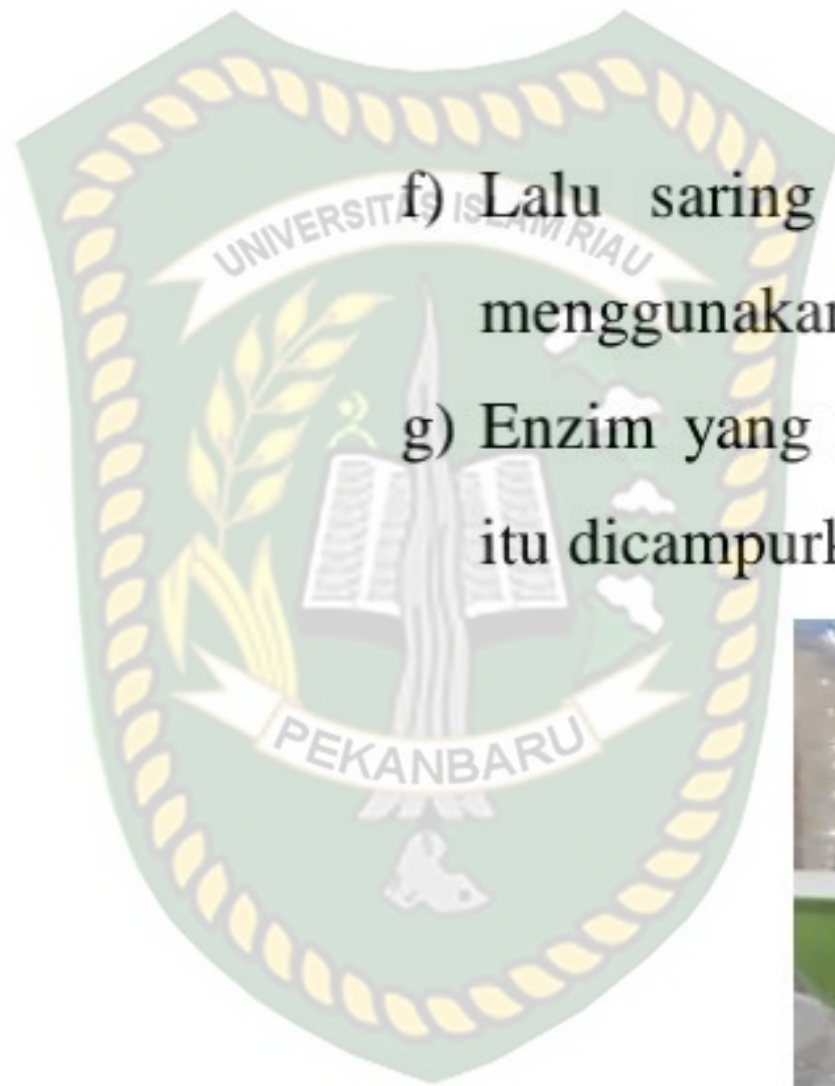 UNIVERSITAS ISLAM RIAU
f) Lalu saring
menggunakan
g) Enzim yang
itu dicampurk
PEKANBARU